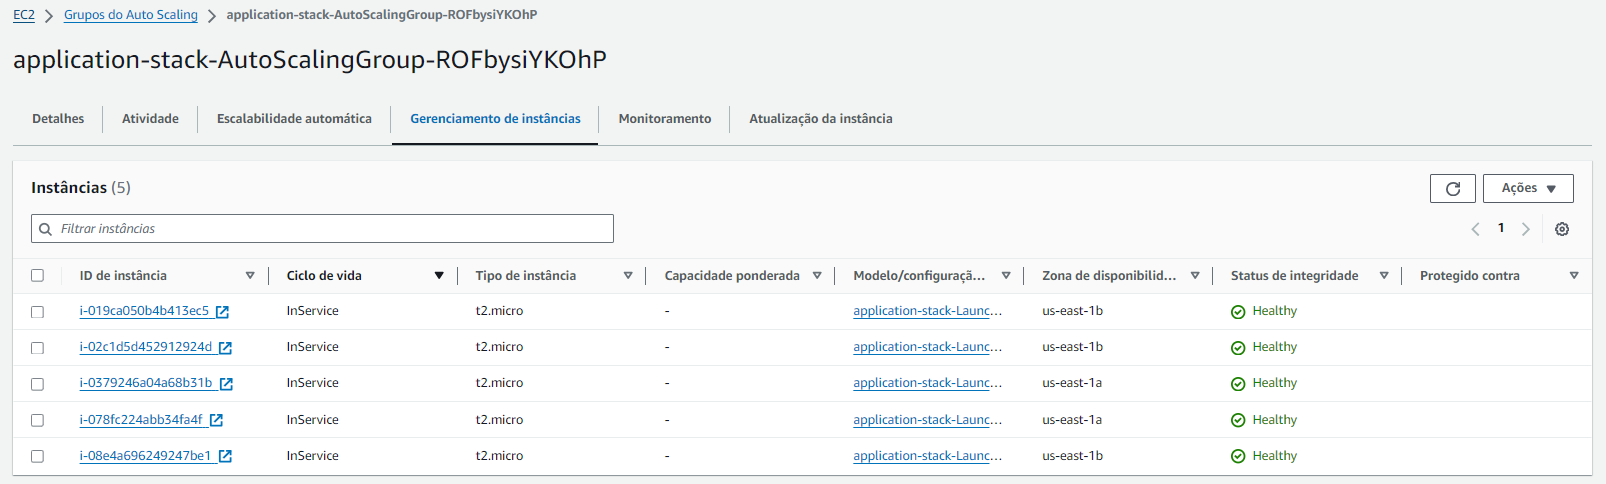 EC2 > Grupos do Auto Scaling > application-stack-AutoScalingGroup-ROFbysiYKOhP
application-stack-AutoScalingGroup-ROFbysiYKOhP
Detalhes Atividade Escalabilidade automática Gerenciamento de instâncias Monitoramento Atualização da instância
Instâncias (5) Ações
Filtrar instâncias 1
ID de instância Ciclo de vida Tipo de instância Capacidade ponderada Modelo/configuraçã... Zona de disponibilid... Status de integridade Protegido contra
i-019ca050b4b413ec5 InService t2.micro - application-stack-Launc... us-east-1b Healthy
i-02c1d5d452912924d InService t2.micro - application-stack-Launc... us-east-1b Healthy
i-0379246a04a68b31b InService t2.micro - application-stack-Launc... us-east-1a Healthy
i-078fc224abb34fa4f InService t2.micro - application-stack-Launc... us-east-1a Healthy
i-08e4a696249247be1 InService t2.micro - application-stack-Launc... us-east-1b Healthy